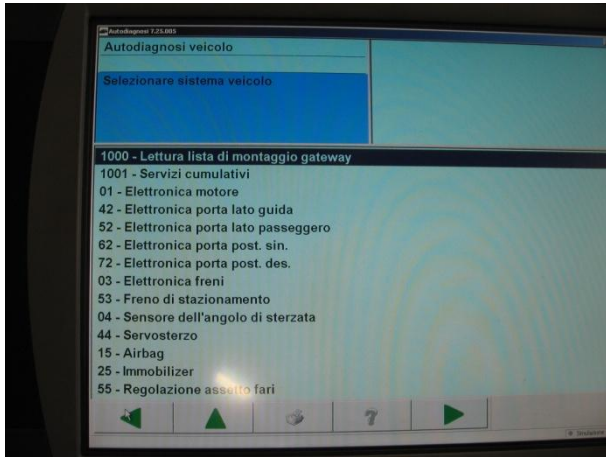 Autodiagnosi 7.25.005
Autodiagnosi veicolo
Selezionare sistema veicolo
1000 - Lettura lista di montaggio gateway
1001 - Servizi cumulativi
01 - Elettronica motore
42 - Elettronica porta lato guida
52 - Elettronica porta lato passeggero
62 - Elettronica porta post. sin.
72 - Elettronica porta post. des.
03 - Elettronica freni
53 - Freno di stazionamento
04 - Sensore dell'angolo di sterzata
44 - Servosterzo
15 - Airbag
25 - Immobilizer
55 - Regolazione assetto fari
?
Simulazione